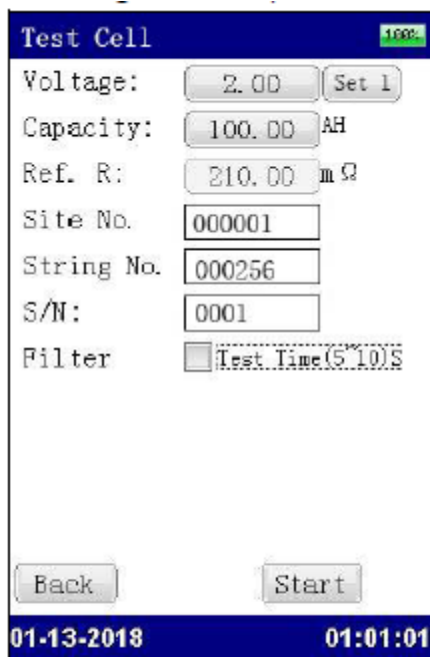 Test Cell 100%
Voltage: 2.00 Set 1
Capacity: 100.00 AH
Ref. R: 210.00 mΩ
Site No. 000001
String No. 000256
S/N: 0001
Filter Test Time(5~10)S
Back Start
01-13-2018 01:01:01